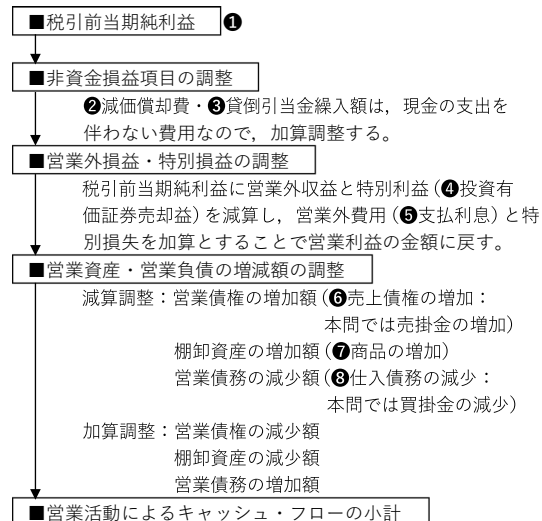 ■税引前当期純利益 ❶
■非資金損益項目の調整
❷減価償却費・❸貸倒引当金繰入額は，現金の支出を
伴わない費用なので，加算調整する。
■営業外損益・特別損益の調整
税引前当期純利益に営業外収益と特別利益(❹投資有
価証券売却益)を減算し，営業外費用(❺支払利息)と特
別損失を加算とすることで営業利益の金額に戻す。
■営業資産・営業負債の増減額の調整
減算調整：営業債権の増加額(❻売上債権の増加：
本問では売掛金の増加)
棚卸資産の増加額(❼商品の増加)
営業債務の減少額(❽仕入債務の減少：
本問では買掛金の減少)
加算調整：営業債権の減少額
棚卸資産の減少額
営業債務の増加額
■営業活動によるキャッシュ・フローの小計